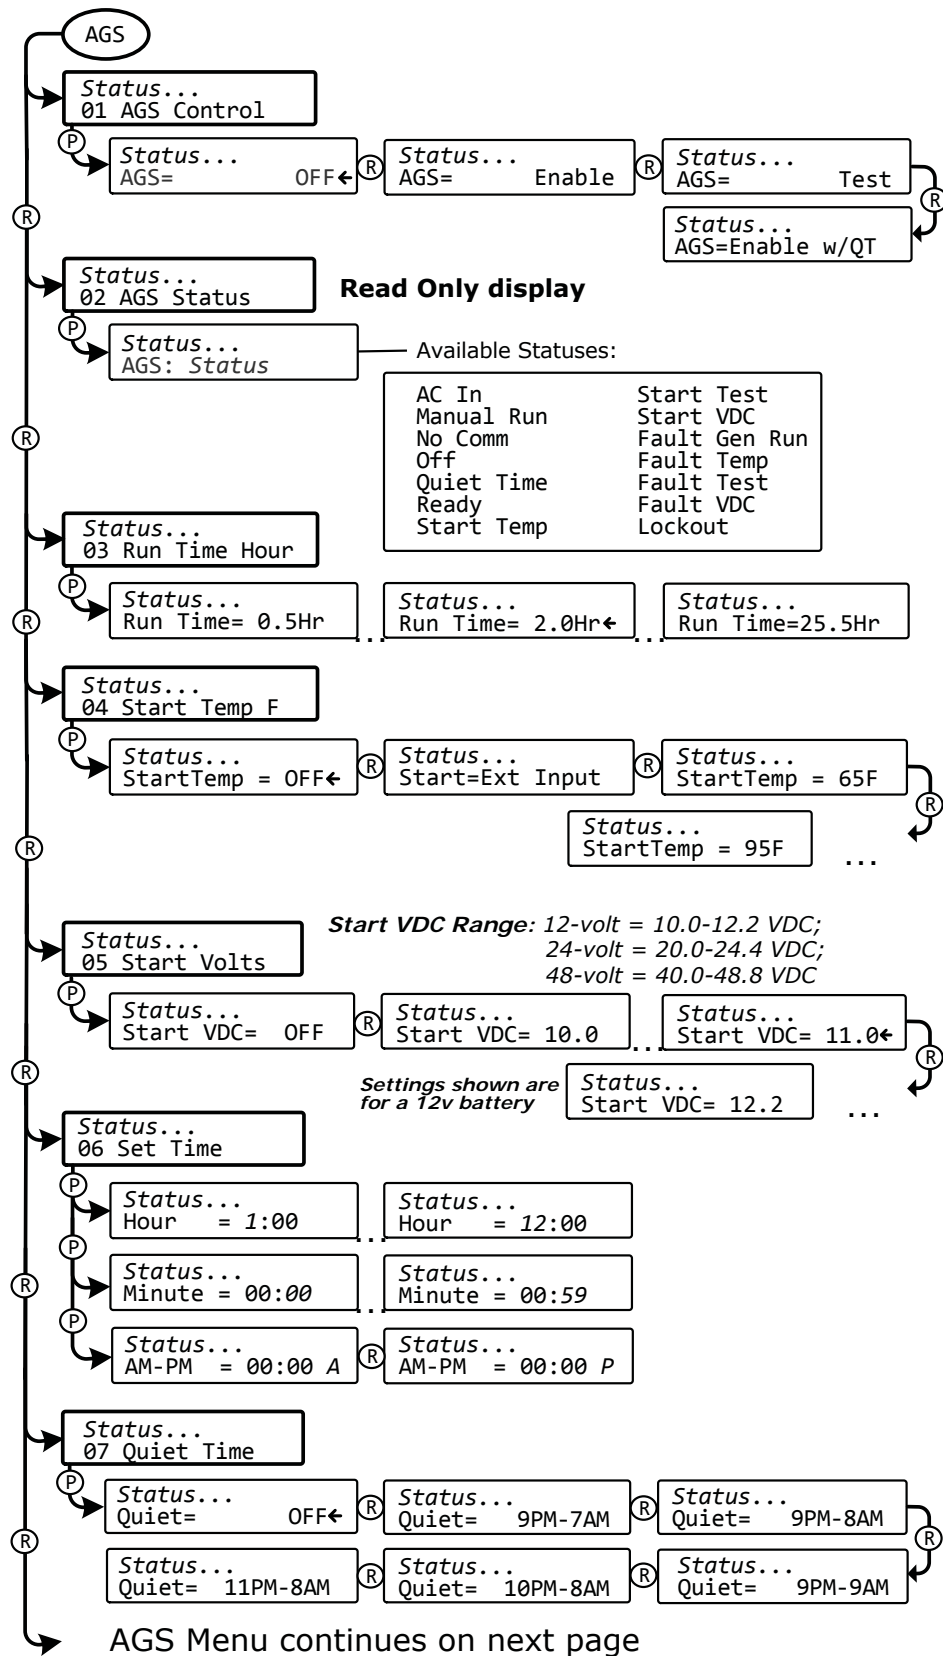 AGS
Status...
01 AGS Control
P
Status...
AGS= OFF←
R
Status...
AGS= Enable
R
Status...
AGS= Test
R
Status...
AGS=Enable w/QT
R
Status...
02 AGS Status
Read Only display
P
Status...
AGS: Status
Available Statuses:
AC In
Manual Run
No Comm
Off
Quiet Time
Ready
Start Temp
Start Test
Start VDC
Fault Gen Run
Fault Temp
Fault Test
Fault VDC
Lockout
R
Status...
03 Run Time Hour
P
Status...
Run Time= 0.5Hr
...
Status...
Run Time= 2.0Hr←
...
Status...
Run Time=25.5Hr
R
Status...
04 Start Temp F
P
Status...
StartTemp = OFF←
R
Status...
Start=Ext Input
R
Status...
StartTemp = 65F
R
Status...
StartTemp = 95F
...
R
Start VDC Range: 12-volt = 10.0-12.2 VDC;
24-volt = 20.0-24.4 VDC;
48-volt = 40.0-48.8 VDC
Status...
05 Start Volts
P
Status...
Start VDC= OFF
R
Status...
Start VDC= 10.0
...
Status...
Start VDC= 11.0←
R
Settings shown are
for a 12v battery
Status...
Start VDC= 12.2
...
R
Status...
06 Set Time
P
Status...
Hour = 1:00
...
Status...
Hour = 12:00
P
Status...
Minute = 00:00
...
Status...
Minute = 00:59
R
P
Status...
AM-PM = 00:00 A
R
Status...
AM-PM = 00:00 P
Status...
07 Quiet Time
P
Status...
Quiet= OFF←
R
Status...
Quiet= 9PM-7AM
R
Status...
Quiet= 9PM-8AM
R
R
Status...
Quiet= 11PM-8AM
R
Status...
Quiet= 10PM-8AM
R
Status...
Quiet= 9PM-9AM
AGS Menu continues on next page